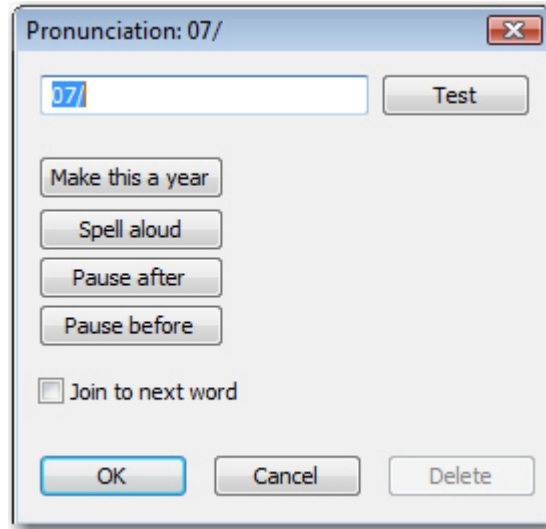 Pronunciation: 07/
07/ Test
Make this a year
Spell aloud
Pause after
Pause before
Join to next word
OK Cancel Delete